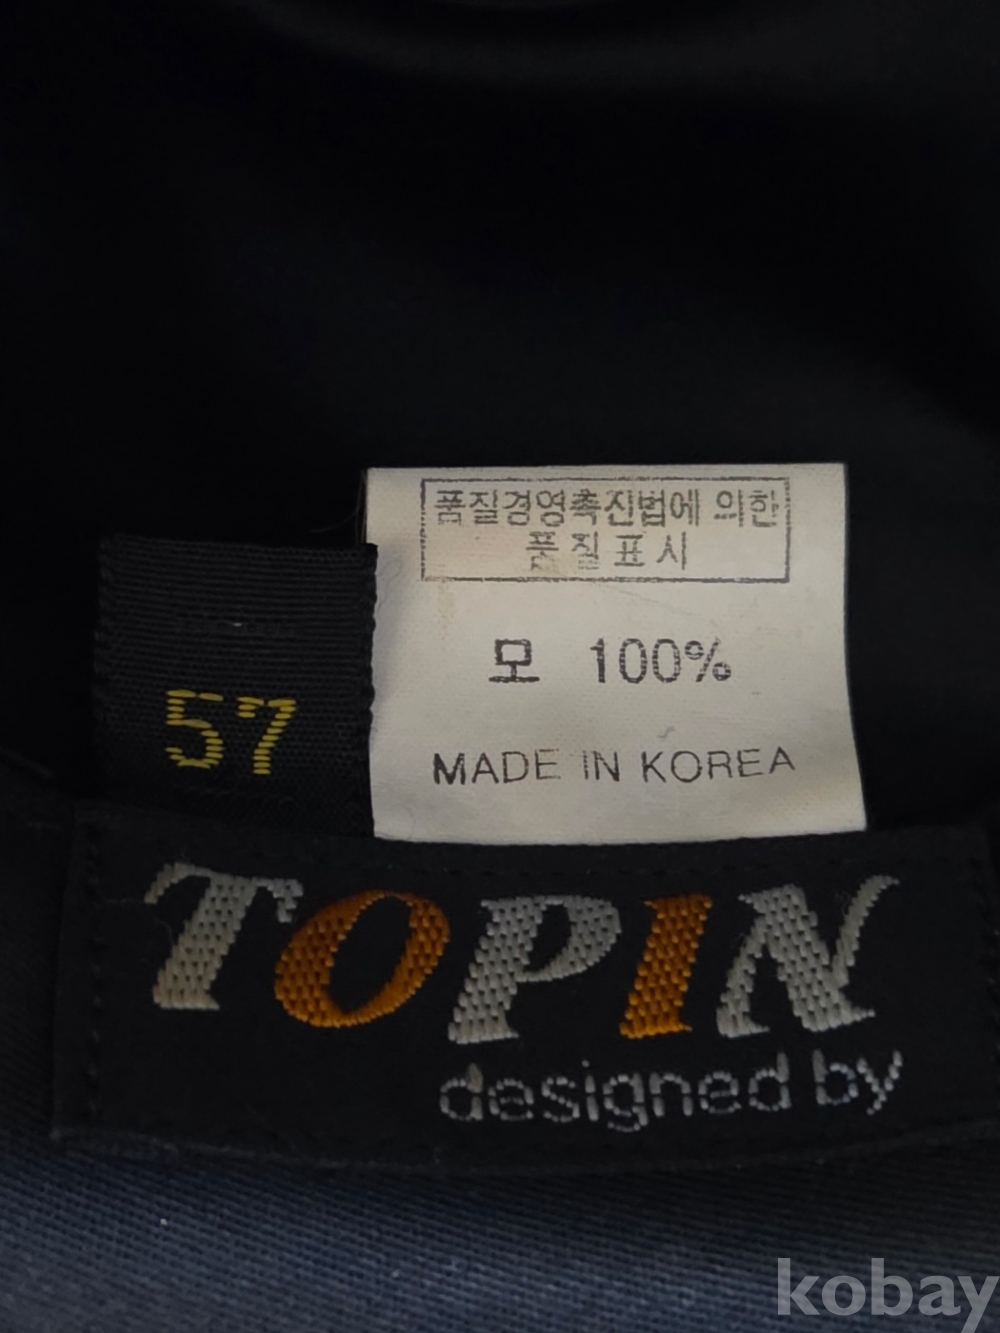 품질경영촉진법에 의한
품질표시
모 100%
57
MADE IN KOREA
TOPIN
designed by
kobay